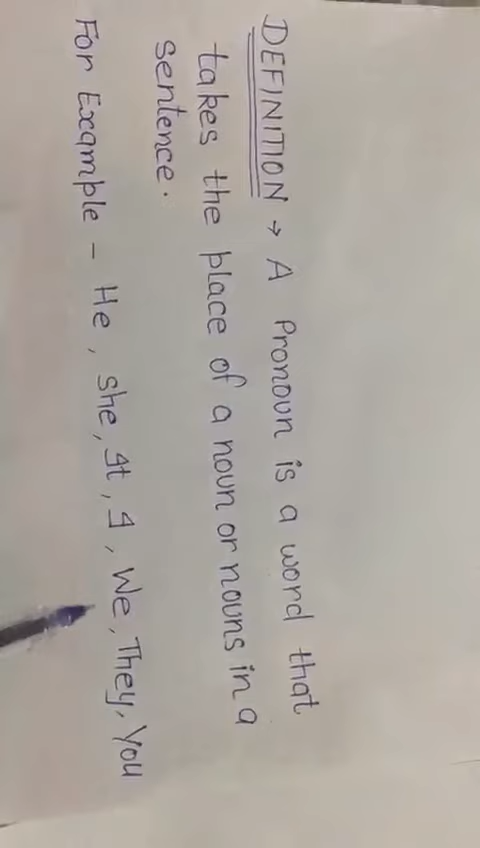 DEFINITION → A Pronoun is a word that
takes the place of a noun or nouns in a
sentence.
For Example - He, she, It, I, We, They, You